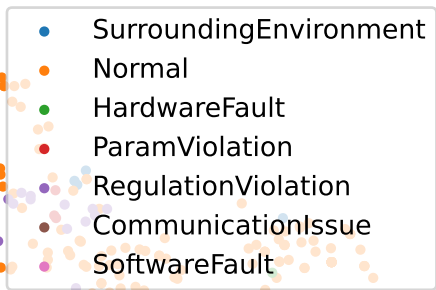 SurroundingEnvironment
Normal
HardwareFault
ParamViolation
RegulationViolation
CommunicationIssue
SoftwareFault